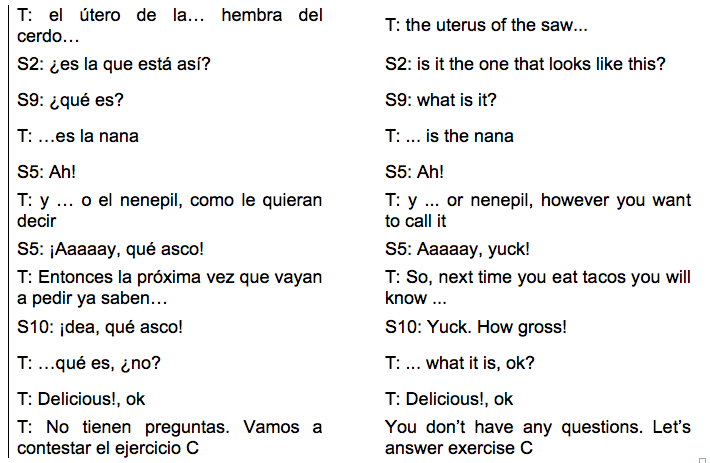 T: el útero de la… hembra del
cerdo…
S2: ¿es la que está así?
S9: ¿qué es?
T: …es la nana
S5: Ah!
T: y … o el nenepil, como le quieran
decir
S5: ¡Aaaaay, qué asco!
T: Entonces la próxima vez que vayan
a pedir ya saben…
S10: ¡dea, qué asco!
T: …qué es, ¿no?
T: Delicious!, ok
T: No tienen preguntas. Vamos a
contestar el ejercicio C
T: the uterus of the saw...
S2: is it the one that looks like this?
S9: what is it?
T: ... is the nana
S5: Ah!
T: y ... or nenepil, however you want
to call it
S5: Aaaaay, yuck!
T: So, next time you eat tacos you will
know ...
S10: Yuck. How gross!
T: ... what it is, ok?
T: Delicious!, ok
You don’t have any questions. Let’s
answer exercise C